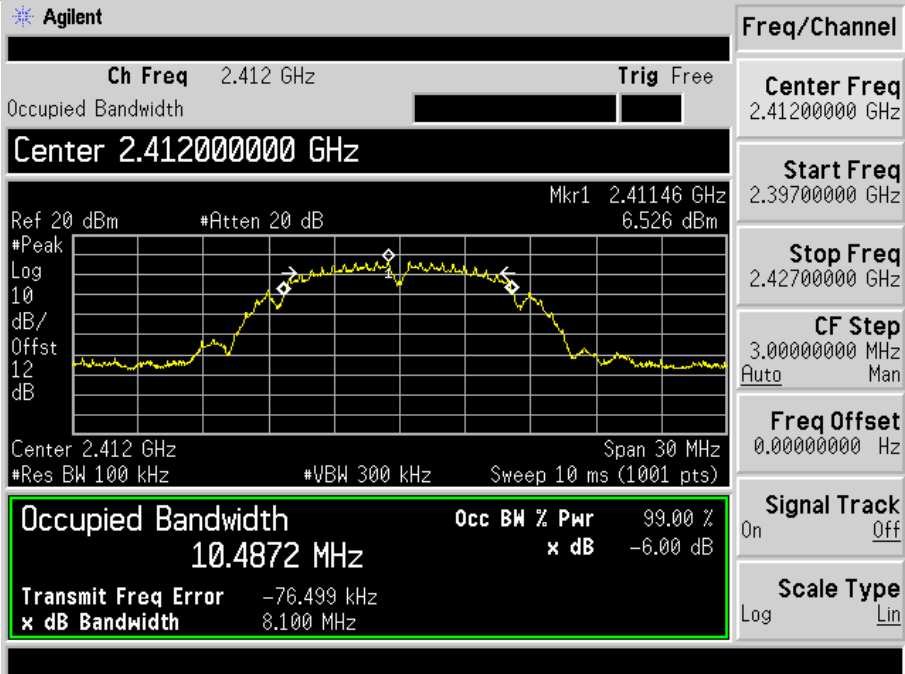 Agilent
Freq/Channel
Ch Freq 2.412 GHz Trig Free
Occupied Bandwidth
Center 2.412000000 GHz
Mkr1 2.41146 GHz
Ref 20 dBm #Atten 20 dB 6.526 dBm
#Peak
Log
10
dB/
Offst
12
dB
1
Center 2.412 GHz Span 30 MHz
#Res BW 100 kHz #VBW 300 kHz Sweep 10 ms (1001 pts)
Occupied Bandwidth
10.4872 MHz
Occ BW % Pwr 99.00 %
x dB -6.00 dB
Transmit Freq Error -76.499 kHz
x dB Bandwidth 8.100 MHz
Center Freq
2.41200000 GHz
Start Freq
2.39700000 GHz
Stop Freq
2.42700000 GHz
CF Step
3.00000000 MHz
Auto Man
Freq Offset
0.00000000 Hz
Signal Track
On Off
Scale Type
Log Lin